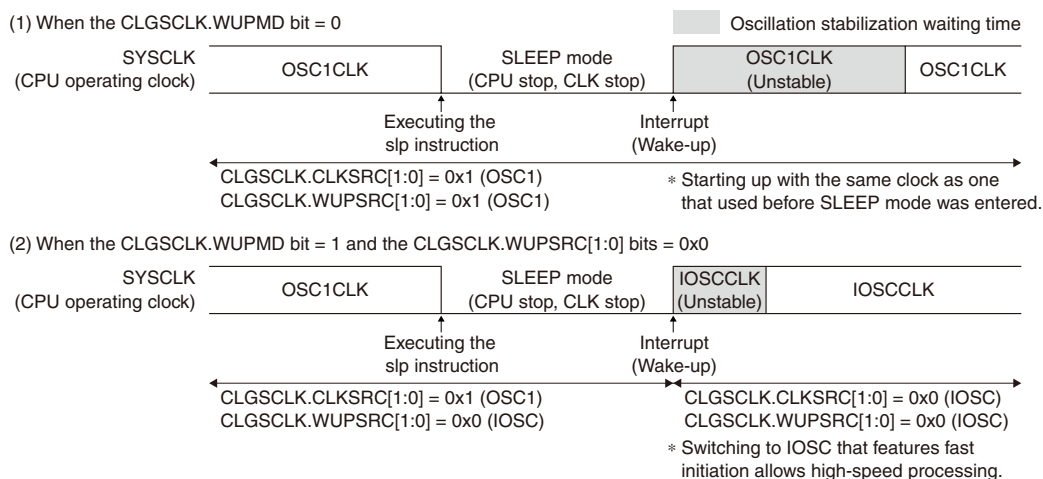 (1) When the CLGSCLK.WUPMD bit = 0
Oscillation stabilization waiting time
SYSCLK
(CPU operating clock)
OSC1CLK
SLEEP mode
(CPU stop, CLK stop)
OSC1CLK
(Unstable)
OSC1CLK
Executing the
slp instruction
Interrupt
(Wake-up)
CLGSCLK.CLKSRC[1:0] = 0x1 (OSC1)
CLGSCLK.WUPSRC[1:0] = 0x1 (OSC1)
* Starting up with the same clock as one
that used before SLEEP mode was entered.
(2) When the CLGSCLK.WUPMD bit = 1 and the CLGSCLK.WUPSRC[1:0] bits = 0x0
SYSCLK
(CPU operating clock)
OSC1CLK
SLEEP mode
(CPU stop, CLK stop)
IOSCCLK
(Unstable)
IOSCCLK
Executing the
slp instruction
Interrupt
(Wake-up)
CLGSCLK.CLKSRC[1:0] = 0x1 (OSC1)
CLGSCLK.WUPSRC[1:0] = 0x0 (IOSC)
CLGSCLK.CLKSRC[1:0] = 0x0 (IOSC)
CLGSCLK.WUPSRC[1:0] = 0x0 (IOSC)
* Switching to IOSC that features fast
initiation allows high-speed processing.